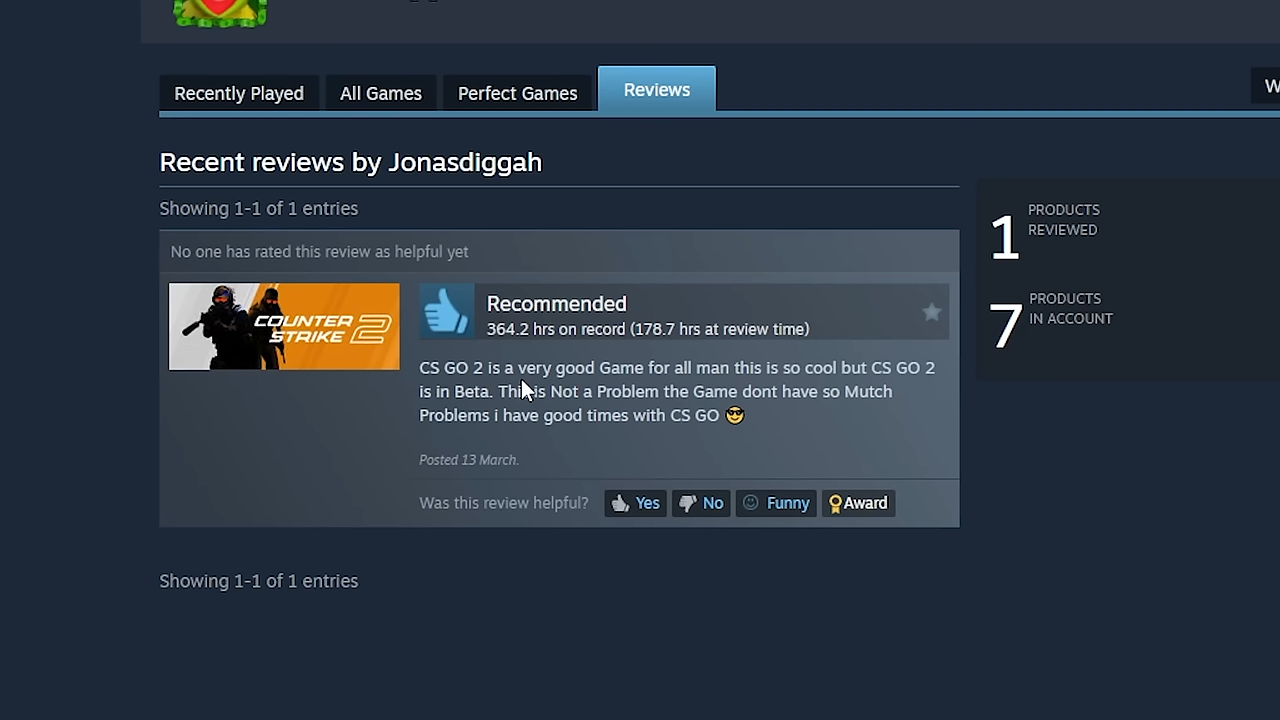 Recently Played
All Games
Perfect Games
Reviews
W
Recent reviews by Jonasdiggah
Showing 1-1 of 1 entries
1 PRODUCTS
REVIEWED
7 PRODUCTS
IN ACCOUNT
No one has rated this review as helpful yet
COUNTER
STRIKE 2
Recommended
364.2 hrs on record (178.7 hrs at review time)
CS GO 2 is a very good Game for all man this is so cool but CS GO 2
is in Beta. This is Not a Problem the Game dont have so Mutch
Problems i have good times with CS GO 😎
Posted 13 March.
Was this review helpful? Yes No Funny Award
Showing 1-1 of 1 entries